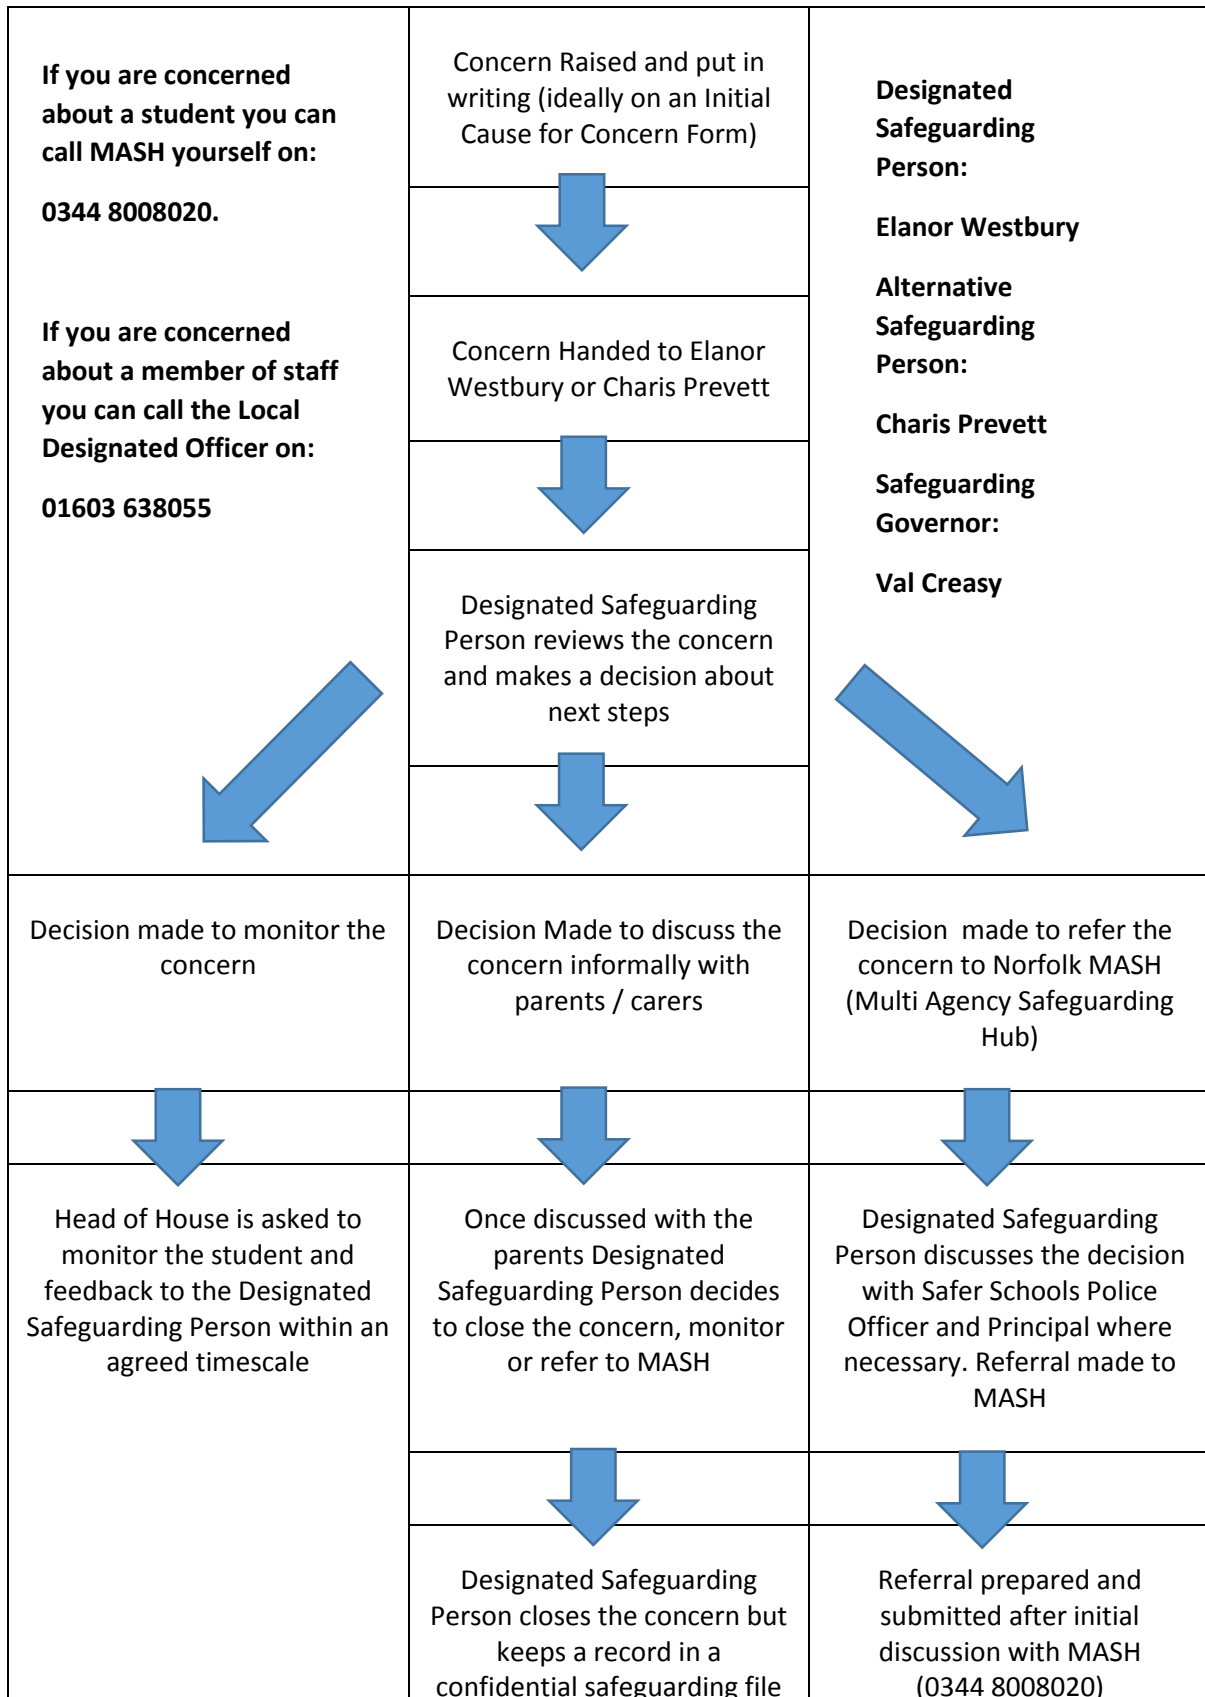 If you are concerned
about a student you can
call MASH yourself on:
0344 8008020.
If you are concerned
about a member of staff
you can call the Local
Designated Officer on:
01603 638055
Concern Raised and put in
writing (ideally on an Initial
Cause for Concern Form)
Concern Handed to Elanor
Westbury or Charis Prevett
Designated Safeguarding
Person reviews the concern
and makes a decision about
next steps
Designated
Safeguarding
Person:
Elanor Westbury
Alternative
Safeguarding
Person:
Charis Prevett
Safeguarding
Governor:
Val Creasy
Decision made to monitor the
concern
Decision Made to discuss the
concern informally with
parents / carers
Decision  made to refer the
concern to Norfolk MASH
(Multi Agency Safeguarding
Hub)
Head of House is asked to
monitor the student and
feedback to the Designated
Safeguarding Person within an
agreed timescale
Once discussed with the
parents Designated
Safeguarding Person decides
to close the concern, monitor
or refer to MASH
Designated Safeguarding
Person discusses the decision
with Safer Schools Police
Officer and Principal where
necessary. Referral made to
MASH
Designated Safeguarding
Person closes the concern but
keeps a record in a
confidential safeguarding file
Referral prepared and
submitted after initial
discussion with MASH
(0344 8008020)